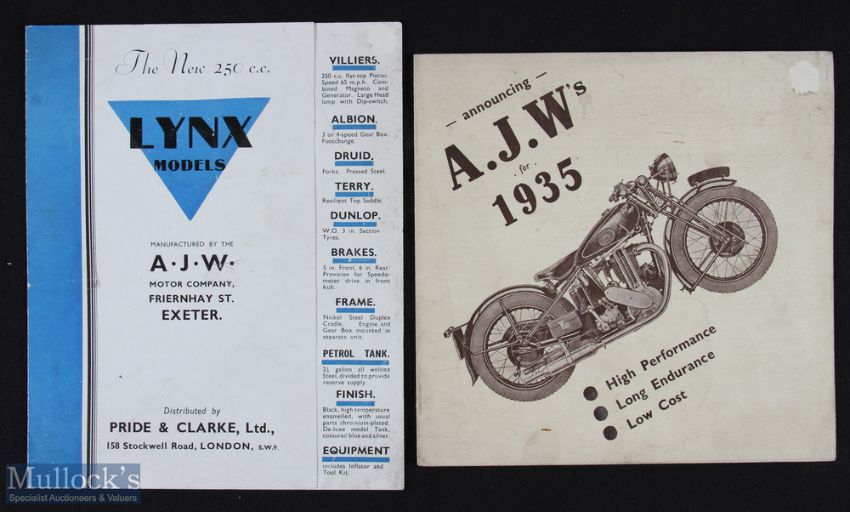 The New 250 c.c.
LYNX
MODELS
MANUFACTURED BY THE
A·J·W·
MOTOR COMPANY,
FRIERNHAY ST.
EXETER.
Distributed by
PRIDE & CLARKE, Ltd.,
158 Stockwell Road, LONDON, S.W.9.
VILLIERS.
250 c.c. flat-top Piston.
Speed 65 m.p.h. Com-
bined Magneto and
Generator. Large Head
lamp with Dip-switch.
ALBION.
3 or 4-speed Gear Box.
Footchange.
DRUID.
Forks. Pressed Steel.
TERRY.
Resilient Top Saddle.
DUNLOP.
W.O. 3 in. Section
Tyres.
BRAKES.
5 in. Front, 6 in. Rear.
Provision for Speedo-
meter drive in front
hub.
FRAME.
Nickel Steel Duplex
Cradle. Engine and
Gear Box mounted as
separate unit.
PETROL TANK.
2½ gallon all welded
Steel, divided to provide
reserve supply.
FINISH.
Black, high temperature
enamelled, with usual
parts chromium-plated.
De-luxe model Tank,
coloured blue and silver.
EQUIPMENT
includes Inflator and
Tool Kit.
— announcing —
A.J.W's
for
1935
High Performance
Long Endurance
Low Cost
Mullock's
Specialist Auctioneers & Valuers